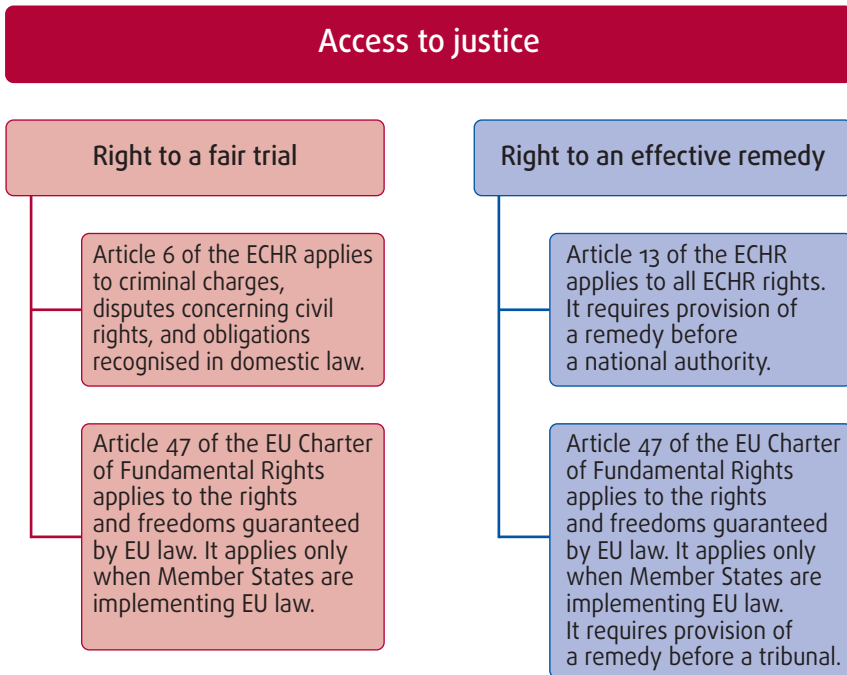 Access to justice
Right to a fair trial
Article 6 of the ECHR applies
to criminal charges,
disputes concerning civil
rights, and obligations
recognised in domestic law.
Article 47 of the EU Charter
of Fundamental Rights
applies to the rights
and freedoms guaranteed
by EU law. It applies only
when Member States are
implementing EU law.
Right to an effective remedy
Article 13 of the ECHR
applies to all ECHR rights.
It requires provision of
a remedy before
a national authority.
Article 47 of the EU Charter
of Fundamental Rights
applies to the rights
and freedoms guaranteed
by EU law. It applies only
when Member States are
implementing EU law.
It requires provision of
a remedy before a tribunal.